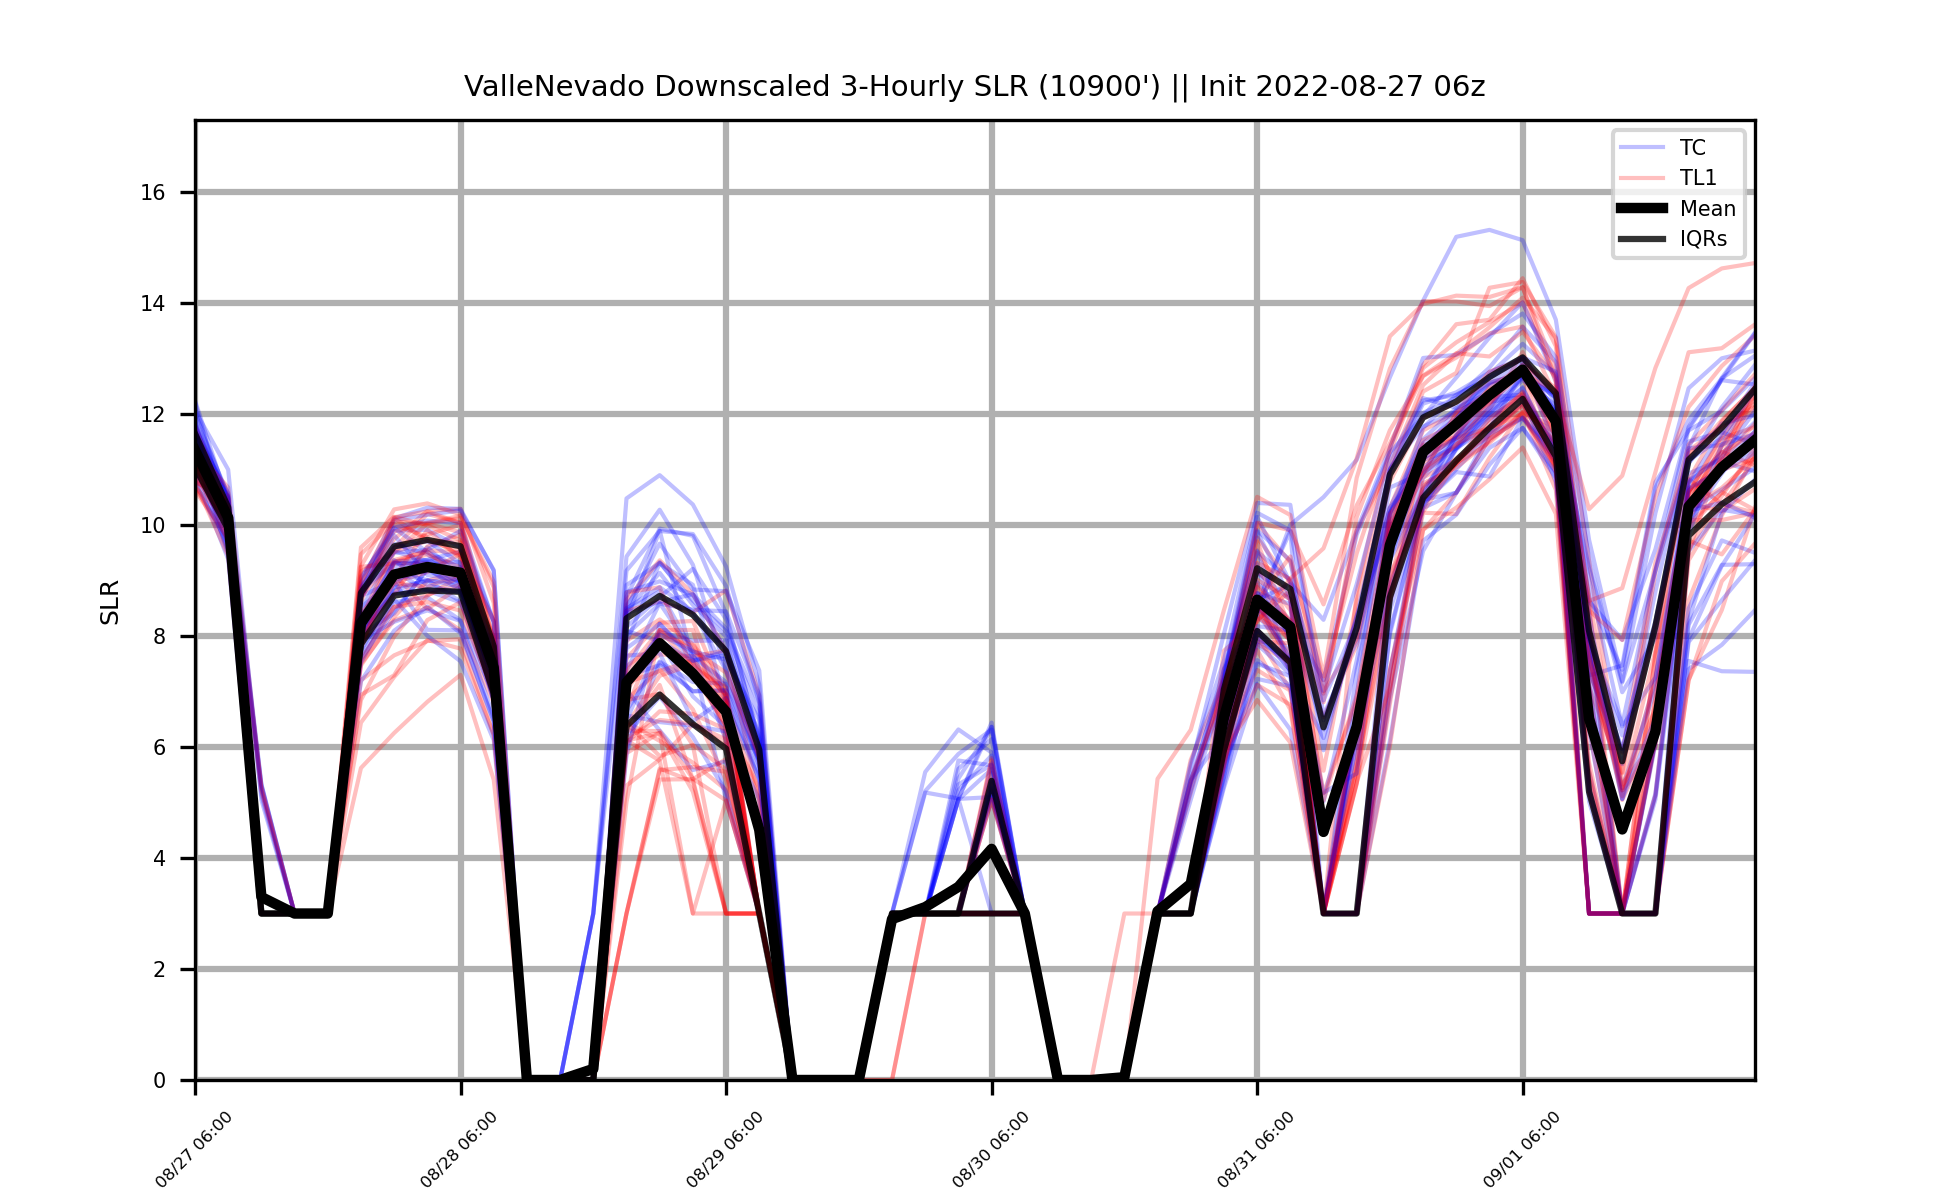 ValleNevado Downscaled 3-Hourly SLR (10900') || Init 2022-08-27 06z
TC
TL1
Mean
IQRs
SLR
16
14
12
10
8
6
4
2
0
08/27 06:00
08/28 06:00
08/29 06:00
08/30 06:00
08/31 06:00
09/01 06:00